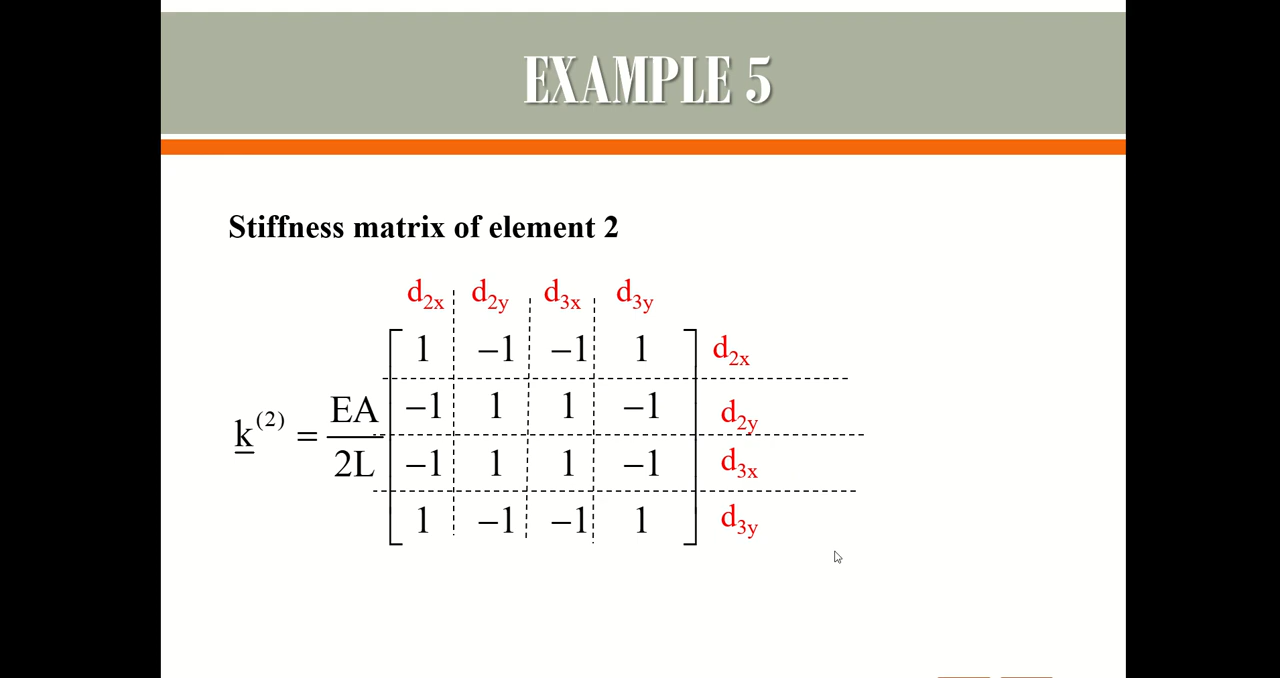 EXAMPLE 5
Stiffness matrix of element 2
d2x d2y d3x d3y
1 −1 −1 1 d2x
−1 1 1 −1 d2y
k(2) = EA/2L
−1 1 1 −1 d3x
1 −1 −1 1 d3y